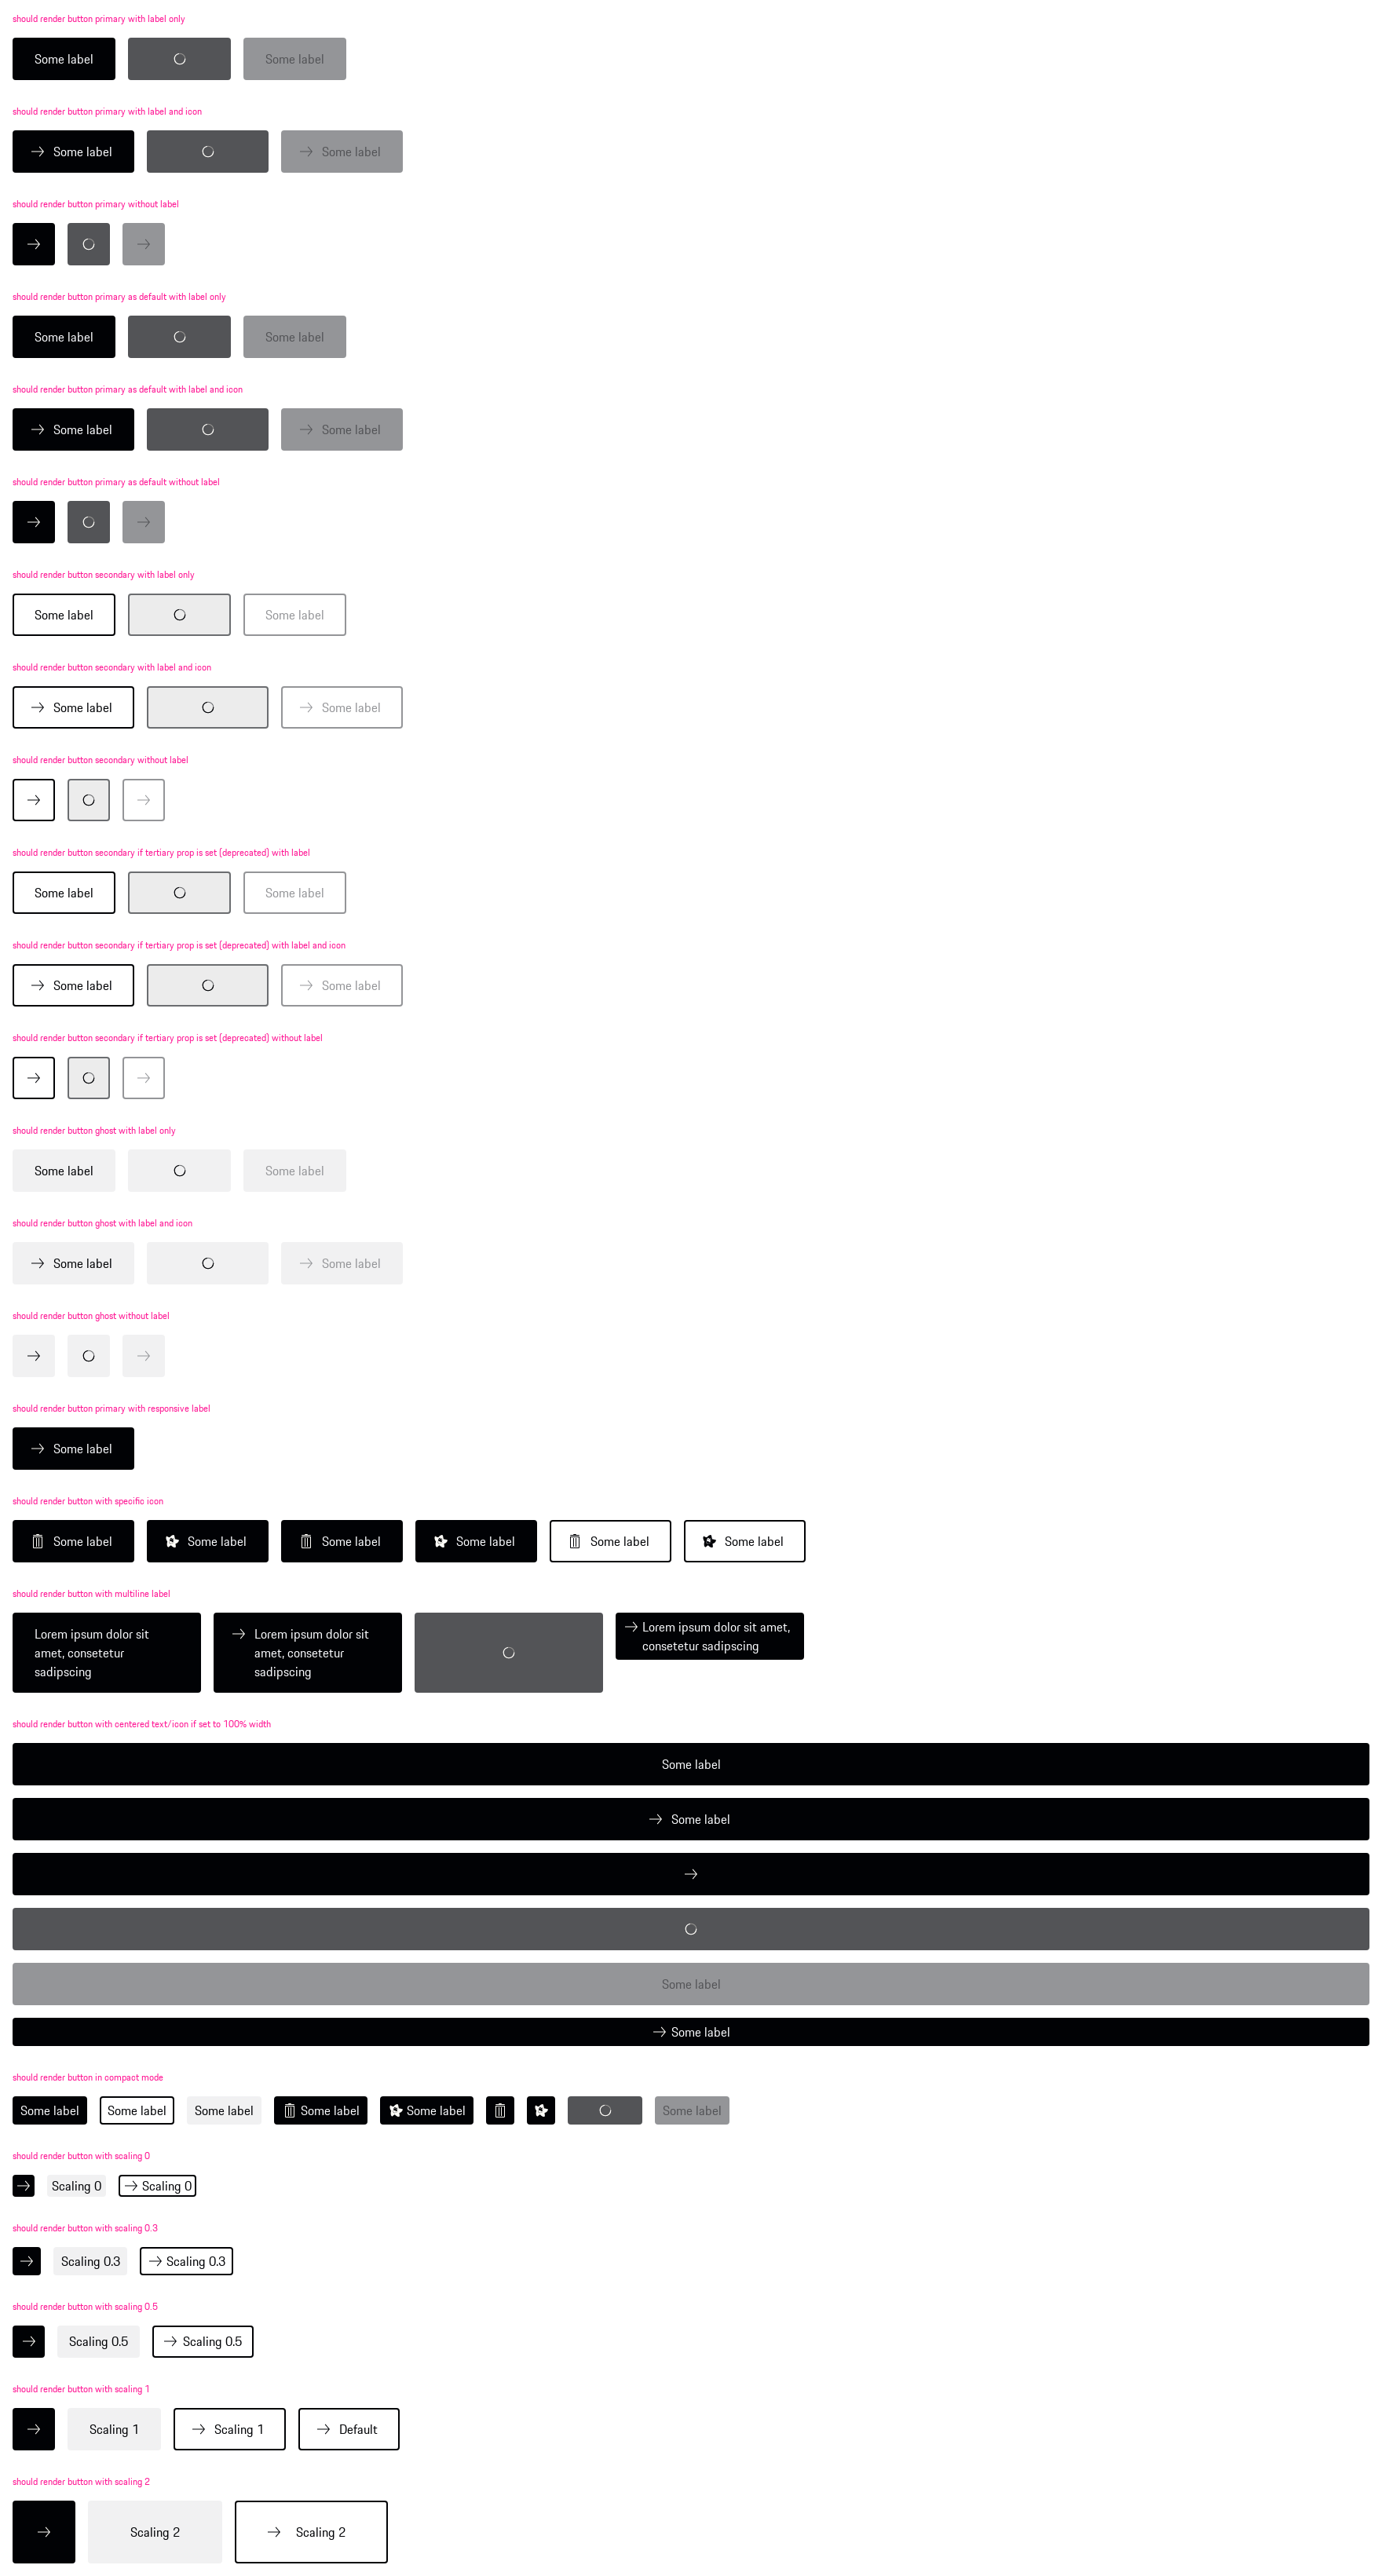 should render button primary with label only
Some label Some label
should render button primary with label and icon
Some label Some label
should render button primary without label
should render button primary as default with label only
Some label Some label
should render button primary as default with label and icon
Some label Some label
should render button primary as default without label
should render button secondary with label only
Some label Some label
should render button secondary with label and icon
Some label Some label
should render button secondary without label
should render button secondary if tertiary prop is set (deprecated) with label
Some label Some label
should render button secondary if tertiary prop is set (deprecated) with label and icon
Some label Some label
should render button secondary if tertiary prop is set (deprecated) without label
should render button ghost with label only
Some label Some label
should render button ghost with label and icon
Some label Some label
should render button ghost without label
should render button primary with responsive label
Some label
should render button with specific icon
Some label Some label Some label Some label Some label Some label
should render button with multiline label
Lorem ipsum dolor sit
amet, consetetur
sadipscing
Lorem ipsum dolor sit
amet, consetetur
sadipscing
Lorem ipsum dolor sit amet,
consetetur sadipscing
should render button with centered text/icon if set to 100% width
Some label
Some label
Some label
Some label
should render button in compact mode
Some label Some label Some label Some label Some label Some label
should render button with scaling 0
Scaling 0 Scaling 0
should render button with scaling 0.3
Scaling 0.3 Scaling 0.3
should render button with scaling 0.5
Scaling 0.5 Scaling 0.5
should render button with scaling 1
Scaling 1 Scaling 1 Default
should render button with scaling 2
Scaling 2 Scaling 2